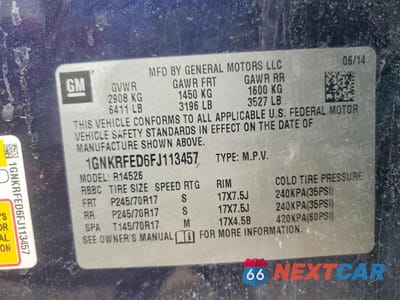 MFD BY GENERAL MOTORS LLC
06/14
GM
GVWR GAWR FRT GAWR RR
2908 KG 1450 KG 1600 KG
6411 LB 3196 LB 3527 LB
THIS VEHICLE CONFORMS TO ALL APPLICABLE U.S. FEDERAL MOTOR
VEHICLE SAFETY AND THEFT PREVENTION STANDARDS IN EFFECT ON THE DATE OF
MANUFACTURE SHOWN ABOVE.
1GNKRFED6FJ113457 TYPE: M.P.V.
MODEL: R14526
RBBC TIRE SIZE SPEED RTG RIM COLD TIRE PRESSURE
FRT P245/70R17 S 17X7.5J 240KPA(35PSI)
RR P245/70R17 S 17X7.5J 240KPA(35PSI)
SPA T145/70R17 M 17X4.5B 420KPA(60PSI)
SEE OWNER MANUAL FOR MORE INFORMATION.
1GNKRFED6FJ113457
66 NEXTCAR